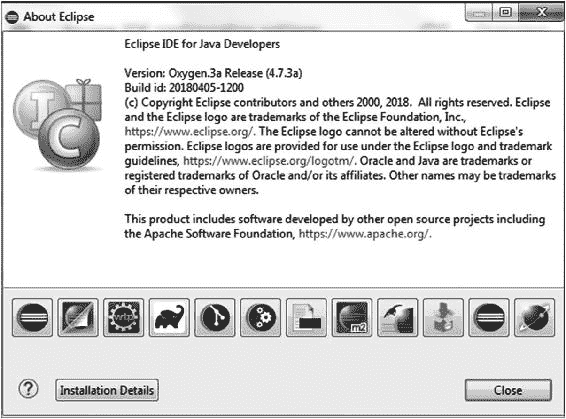 About Eclipse
Eclipse IDE for Java Developers
Version: Oxygen.3a Release (4.7.3a)
Build id: 20180405-1200
(c) Copyright Eclipse contributors and others 2000, 2018.  All rights reserved. Eclipse
and the Eclipse logo are trademarks of the Eclipse Foundation, Inc.,
https://www.eclipse.org/. The Eclipse logo cannot be altered without Eclipse's
permission. Eclipse logos are provided for use under the Eclipse logo and trademark
guidelines, https://www.eclipse.org/logotm/. Oracle and Java are trademarks or
registered trademarks of Oracle and/or its affiliates. Other names may be trademarks
of their respective owners.
This product includes software developed by other open source projects including
the Apache Software Foundation, https://www.apache.org/.
I
C
wtp
m2
?
Installation Details
Close